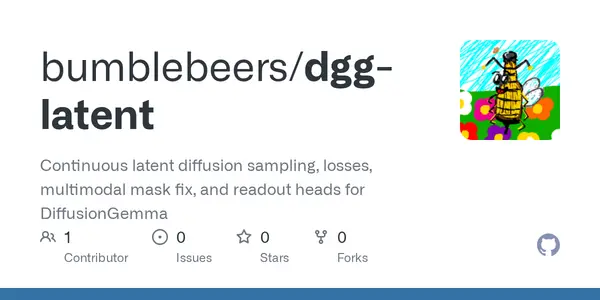 bumblebeers/dgg-
latent
Continuous latent diffusion sampling, losses,
multimodal mask fix, and readout heads for
DiffusionGemma
1 0 0 0
Contributor Issues Stars Forks